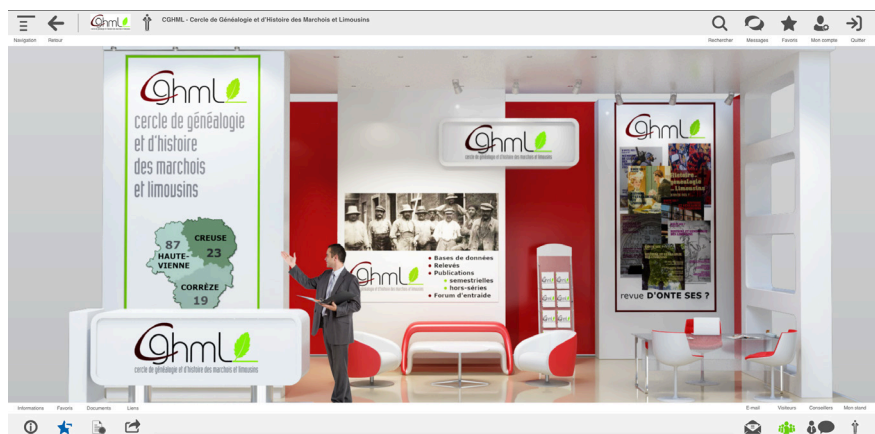 Cghml
CGHML - Cercle de Généalogie et d'Histoire des Marchois et Limousins
Navigation
Retour
Rechercher
Messages
Favoris
Mon compte
Quitter
Cghml
cercle de généalogie
et d'histoire
des marchois
et limousins
87
HAUTE-
VIENNE
CREUSE
23
CORRÈZE
19
Cghml
cercle de généalogie et d'histoire des marchois et limousins
Cghml
cercle de généalogie et d'histoire des marchois et limousins
Cghml
Bases de données
Relevés
Publications
semestrielles
hors-séries
Forum d'entraide
Cghml
Histoire
généalogie
Limousins
revue D'ONTE SES ?
Informations
Favoris
Documents
Liens
E-mail
Visiteurs
Conseillers
Mon stand